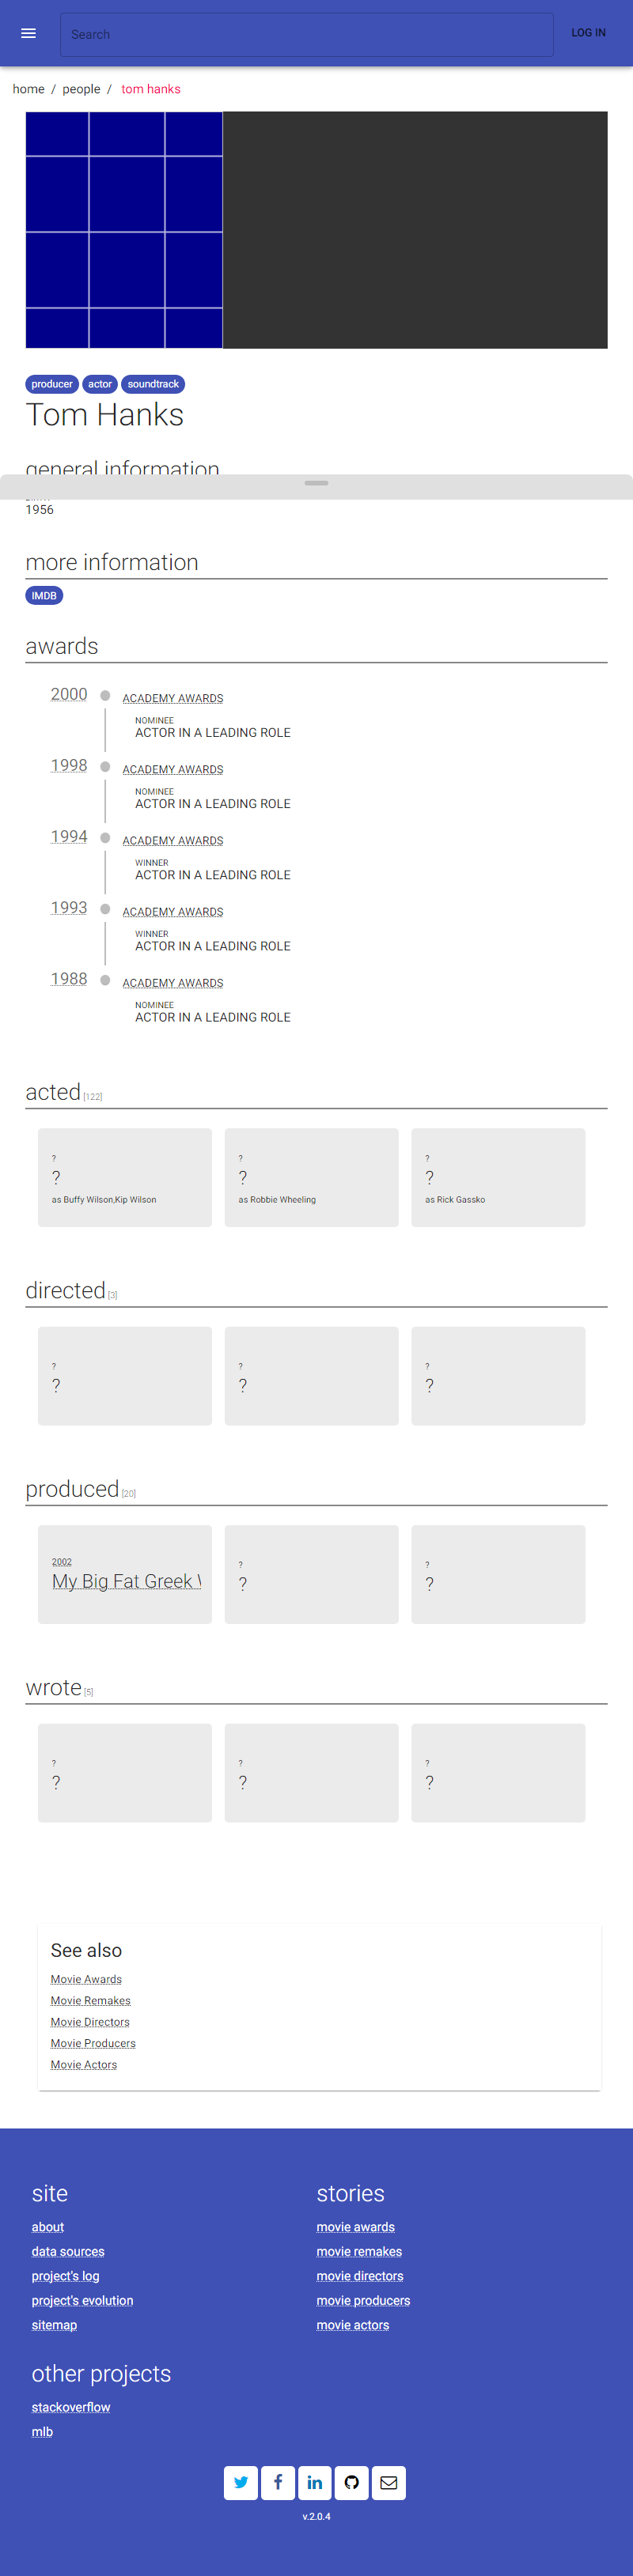 Search
LOG IN
home / people / tom hanks
producer actor soundtrack
Tom Hanks
general information
1956
more information
IMDB
awards
2000 ACADEMY AWARDS
NOMINEE
ACTOR IN A LEADING ROLE
1998 ACADEMY AWARDS
NOMINEE
ACTOR IN A LEADING ROLE
1994 ACADEMY AWARDS
WINNER
ACTOR IN A LEADING ROLE
1993 ACADEMY AWARDS
WINNER
ACTOR IN A LEADING ROLE
1988 ACADEMY AWARDS
NOMINEE
ACTOR IN A LEADING ROLE
acted [122]
? ? ?
? ? ?
as Buffy Wilson,Kip Wilson as Robbie Wheeling as Rick Gassko
directed [3]
? ? ?
? ? ?
produced [20]
2002 ? ?
My Big Fat Greek ? ?
wrote [5]
? ? ?
? ? ?
See also
Movie Awards
Movie Remakes
Movie Directors
Movie Producers
Movie Actors
site
about
data sources
project's log
project's evolution
sitemap
stories
movie awards
movie remakes
movie directors
movie producers
movie actors
other projects
stackoverflow
mlb
v.2.0.4